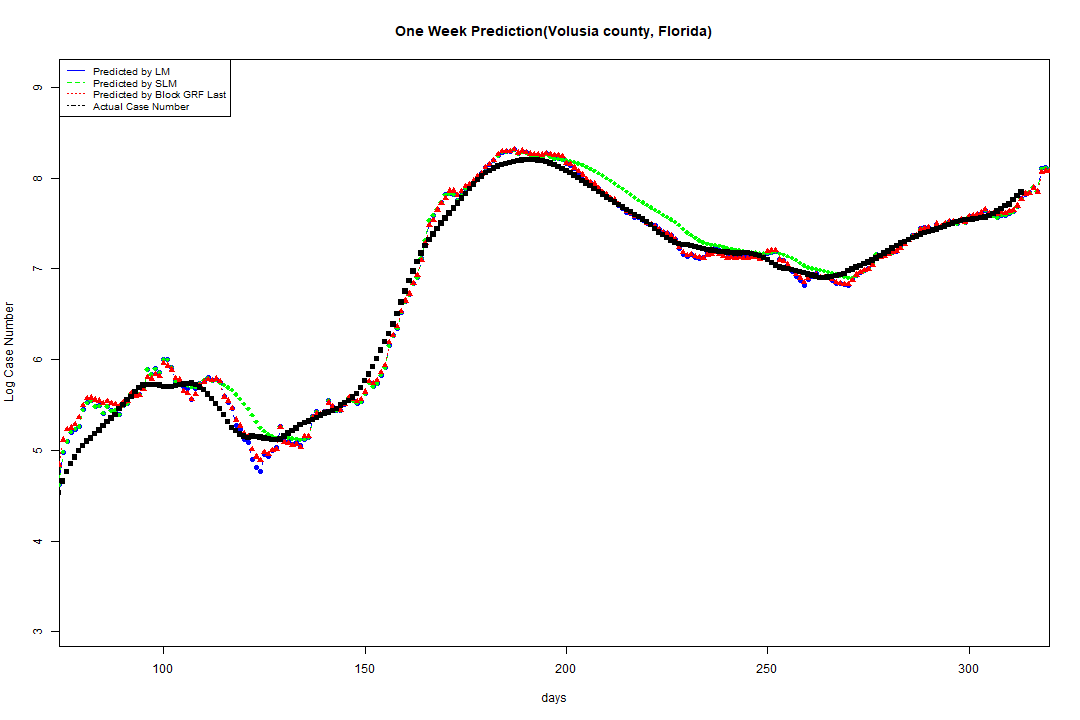 One Week Prediction(Volusia county, Florida)
Predicted by LM
Predicted by SLM
Predicted by Block GRF Last
Actual Case Number
9
8
7
6
5
4
3
Log Case Number
100 150 200 250 300
days